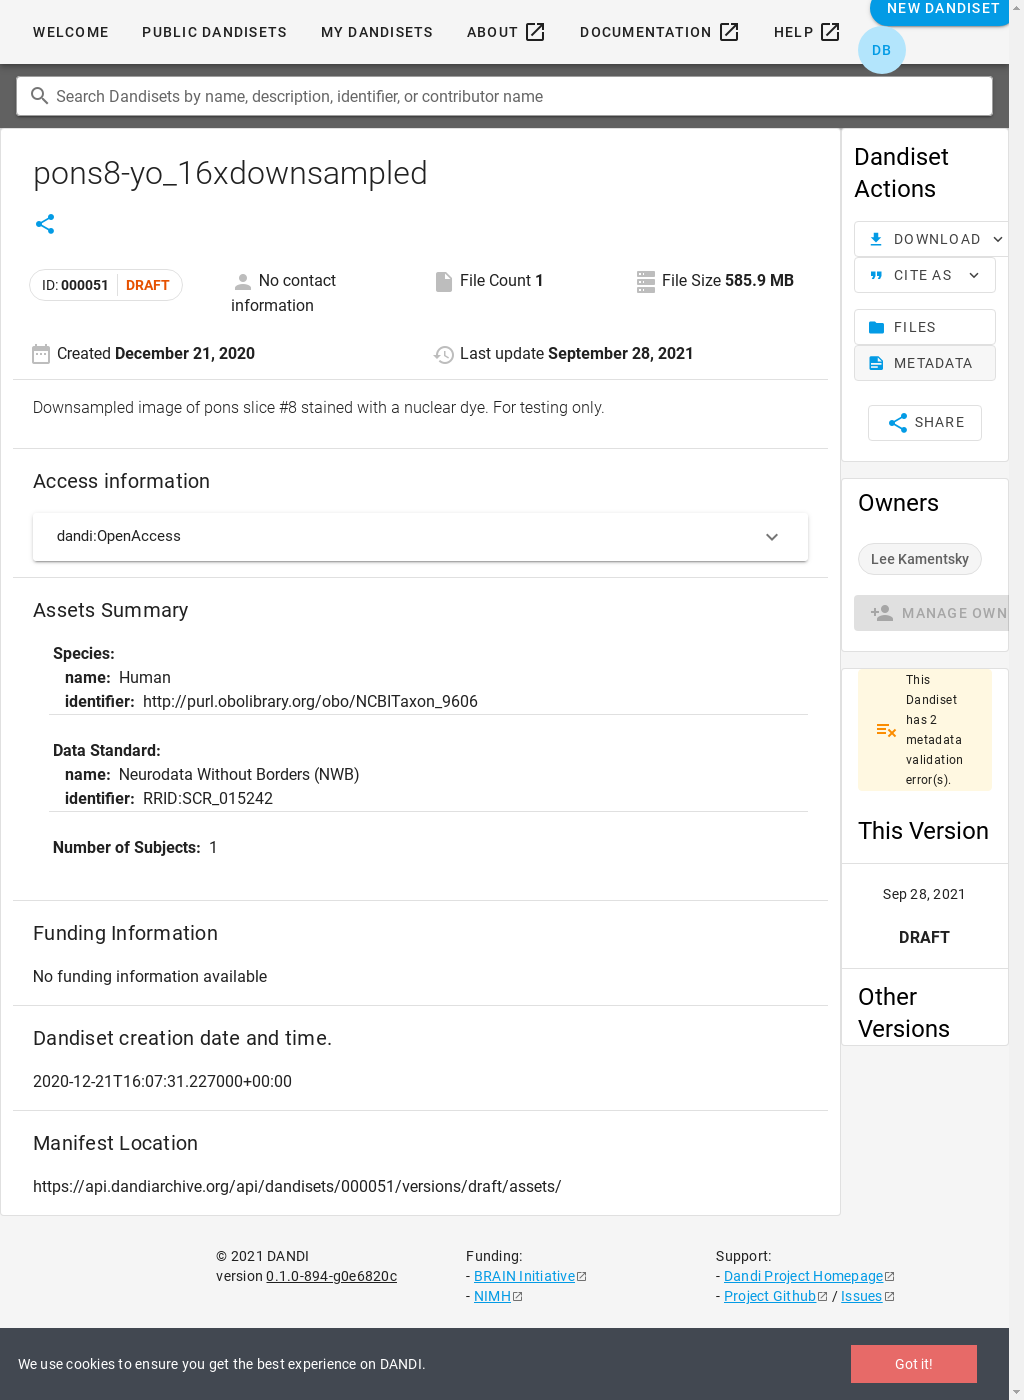 NEW DANDISET
WELCOME PUBLIC DANDISETS MY DANDISETS ABOUT DOCUMENTATION HELP
DB
Search Dandisets by name, description, identifier, or contributor name
pons8-yo_16xdownsampled
ID: 000051 DRAFT
No contact information
File Count 1
File Size 585.9 MB
Created December 21, 2020
Last update September 28, 2021
Downsampled image of pons slice #8 stained with a nuclear dye. For testing only.
Access information
dandi:OpenAccess
Assets Summary
Species:
name: Human
identifier: http://purl.obolibrary.org/obo/NCBITaxon_9606
Data Standard:
name: Neurodata Without Borders (NWB)
identifier: RRID:SCR_015242
Number of Subjects: 1
Funding Information
No funding information available
Dandiset creation date and time.
2020-12-21T16:07:31.227000+00:00
Manifest Location
https://api.dandiarchive.org/api/dandisets/000051/versions/draft/assets/
Dandiset
Actions
DOWNLOAD
CITE AS
FILES
METADATA
SHARE
Owners
Lee Kamentsky
MANAGE OWN
This
Dandiset
has 2
metadata
validation
error(s).
This Version
Sep 28, 2021
DRAFT
Other
Versions
© 2021 DANDI
version 0.1.0-894-g0e6820c
Funding:
- BRAIN Initiative
- NIMH
Support:
- Dandi Project Homepage
- Project Github / Issues
We use cookies to ensure you get the best experience on DANDI.
Got it!